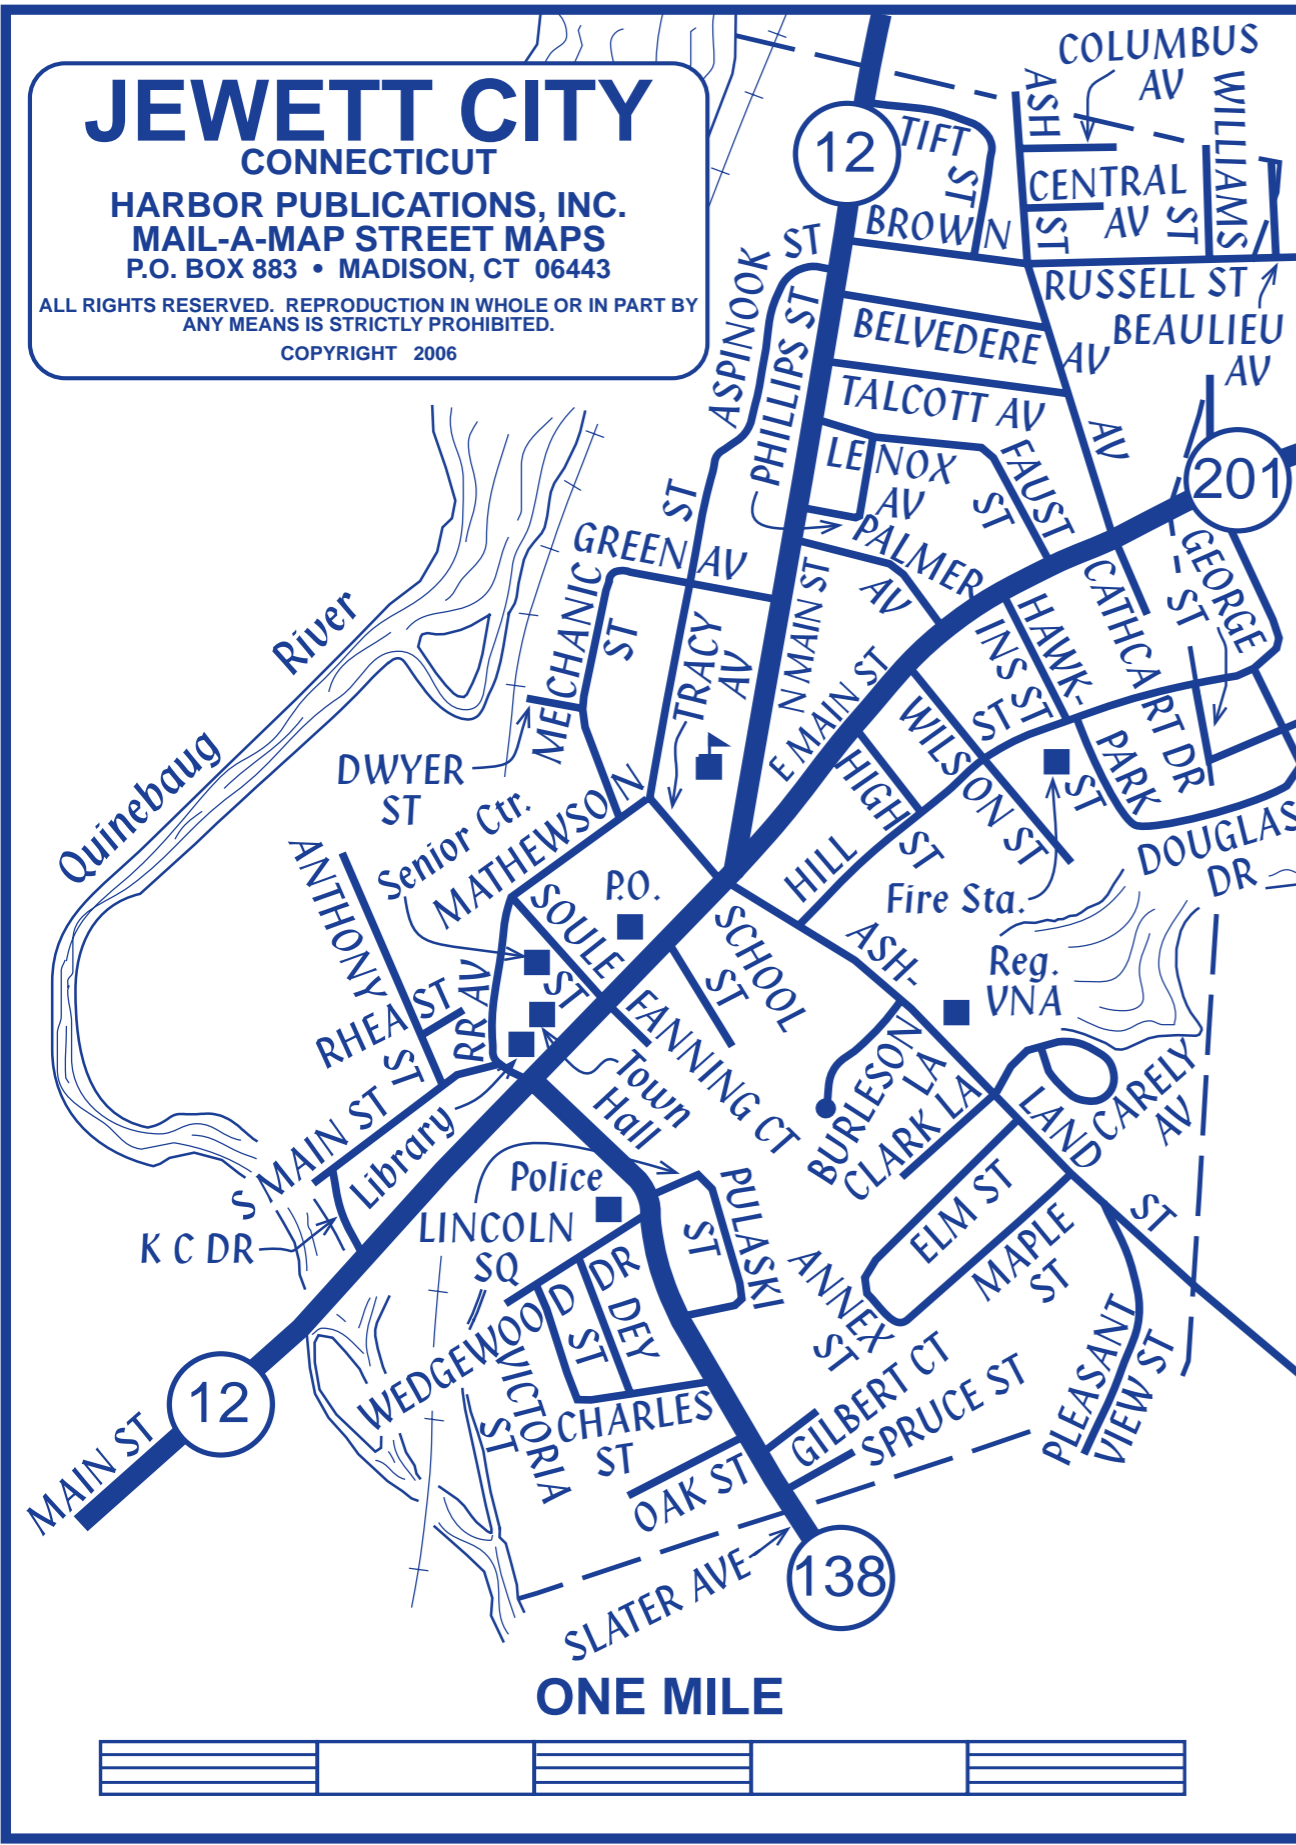 JEWETT CITY
CONNECTICUT
HARBOR PUBLICATIONS, INC.
MAIL-A-MAP STREET MAPS
P.O. BOX 883 • MADISON, CT 06443
ALL RIGHTS RESERVED. REPRODUCTION IN WHOLE OR IN PART BY
ANY MEANS IS STRICTLY PROHIBITED.
COPYRIGHT 2006
COLUMBUS
AV
ASH
ST
WILLIAMS
ST
12
TIFT
ST
CENTRAL
AV
BROWN
AV
RUSSELL ST
BEAULIEU
AV
ASPINOOK
ST
PHILLIPS ST
BELVEDERE
AV
TALCOTT AV
LENOX
AV
FAUST
ST
201
ST
GREEN AV
PALMER
AV
GEORGE
ST
MECHANIC
ST
TRACY
AV
N MAIN ST
E MAIN ST
HAWK-
INS ST
CATHCART DR
ST
River
Quinebaug
DWYER
ST
WILSON ST
HIGH
ST
PARK
ST
DOUGLAS
DR
Senior Ctr.
MATHEWSON
ST
HILL
Fire Sta.
ANTHONY
ST
P.O.
SOULE
ST
SCHOOL
ST
ASH-
LAND
ST
Reg.
VNA
RHEA ST
RR AV
FANNING CT
Town
Hall
BURLESON
LA
CLARK LA
CARELY
AV
S MAIN ST
Library
K C DR
Police
LINCOLN
SQ
PULASKI
ST
ELM ST
MAPLE
ST
WEDGEWOOD DR
DEY
ST
VICTORIA
ST
CHARLES
ST
ANNEX
ST
GILBERT CT
SPRUCE ST
PLEASANT
VIEW ST
12
MAIN ST
OAK ST
SLATER AVE
138
ONE MILE